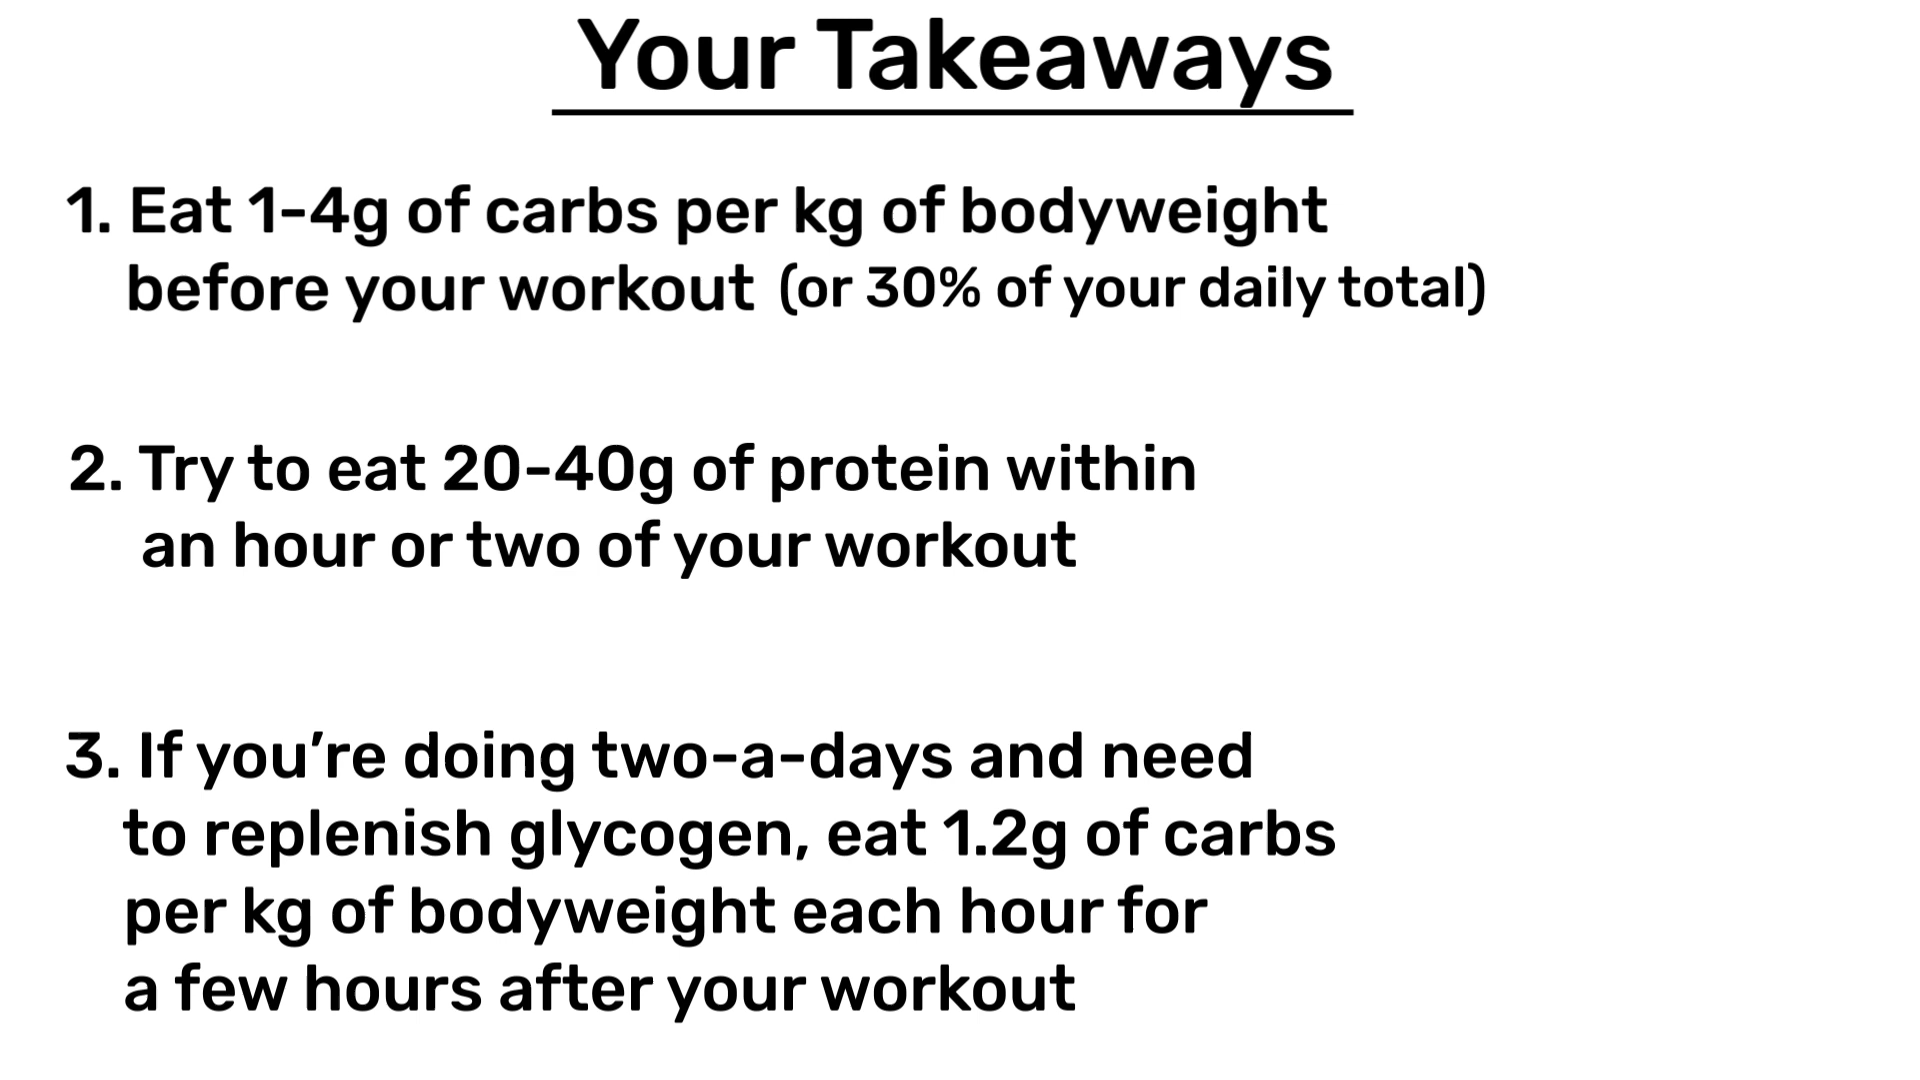 Your Takeaways
1. Eat 1-4g of carbs per kg of bodyweight
before your workout (or 30% of your daily total)
2. Try to eat 20-40g of protein within
an hour or two of your workout
3. If you’re doing two-a-days and need
to replenish glycogen, eat 1.2g of carbs
per kg of bodyweight each hour for
a few hours after your workout